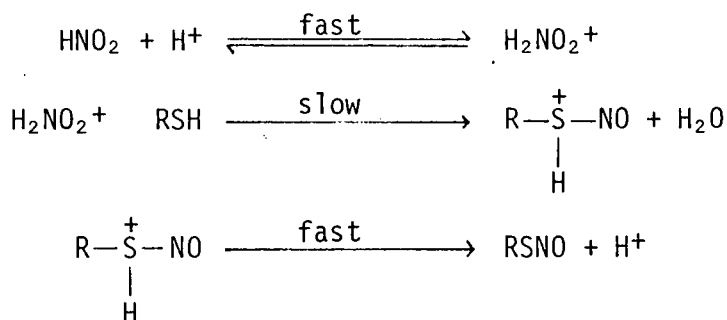 fast
HNO₂ + H⁺ H₂NO₂⁺
slow
H₂NO₂⁺ RSH R—S⁺—NO + H₂O
H
fast
R—S⁺—NO RSNO + H⁺
H